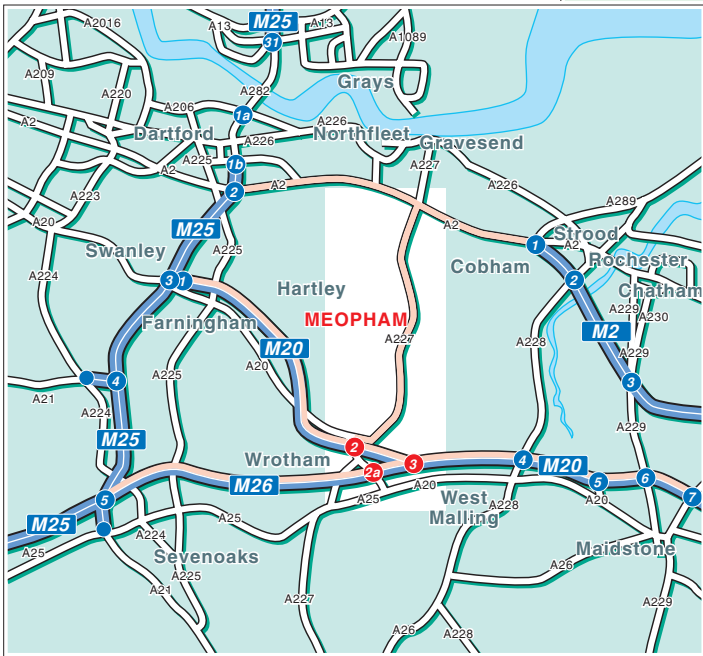 A2016
A13
M25
A13
31
A1089
A209
A220
A282
Grays
A206
1a
A2
Dartford
A226
Northfleet
Gravesend
A226
A225
1b
A227
A2
2
A2
A226
A223
A289
A20
M25
A2
A225
1
Strood
A2
Swanley
Rochester
A224
Cobham
3
1
2
Hartley
Chatham
A229
A230
Farningham
MEOPHAM
M2
A227
M20
A228
A229
A20
A225
3
A21
4
A224
A229
M25
2
Wrotham
3
4
M20
2a
M26
A20
5
6
A25
A20
7
5
West
Malling
A228
M25
A25
A224
Maidstone
A25
Sevenoaks
A26
A225
A21
A227
A229
A26
A228